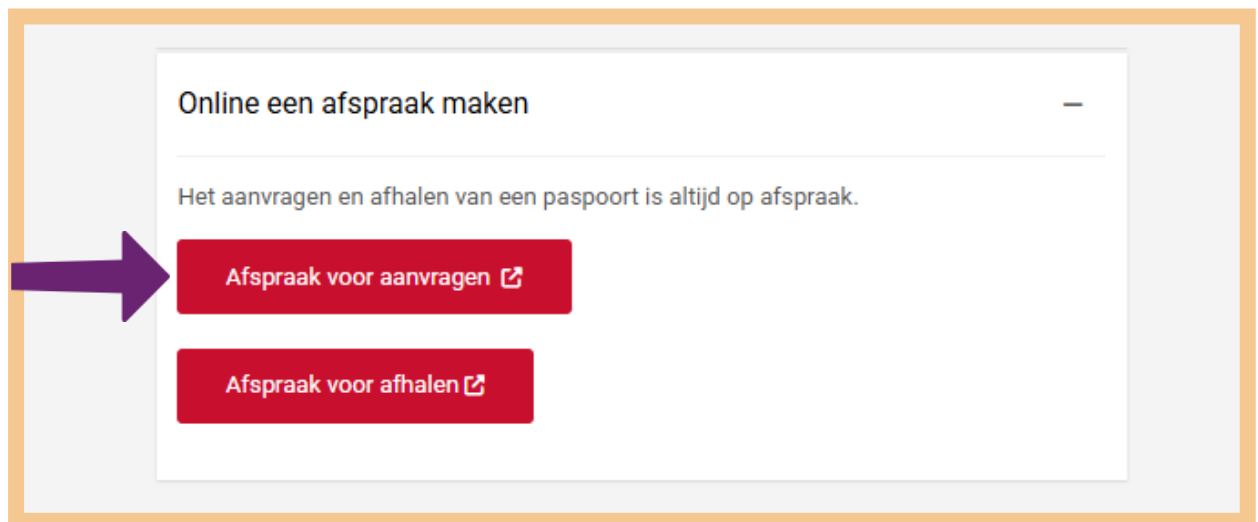 Online een afspraak maken
Het aanvragen en afhalen van een paspoort is altijd op afspraak.
Afspraak voor aanvragen
Afspraak voor afhalen